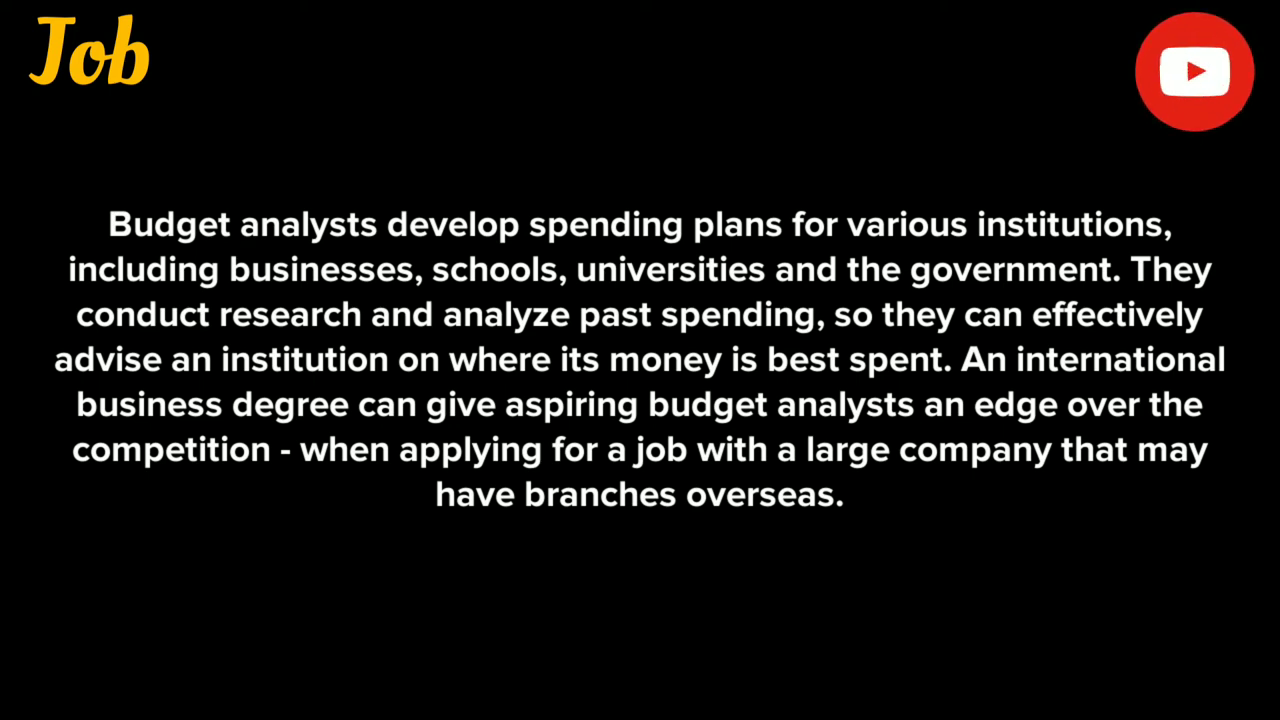 Job
Budget analysts develop spending plans for various institutions,
including businesses, schools, universities and the government. They
conduct research and analyze past spending, so they can effectively
advise an institution on where its money is best spent. An international
business degree can give aspiring budget analysts an edge over the
competition - when applying for a job with a large company that may
have branches overseas.